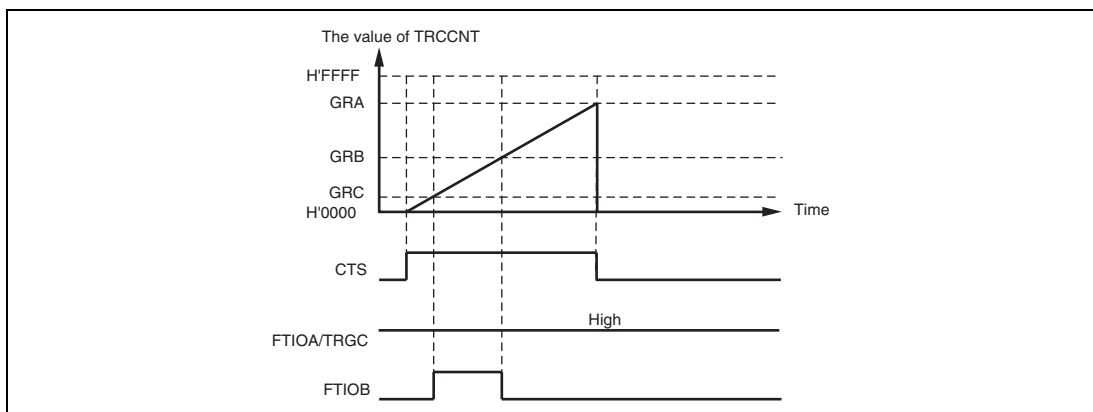 The value of TRCCNT
H'FFFF
GRA
GRB
GRC
H'0000
Time
CTS
High
FTIOA/TRGC
FTIOB